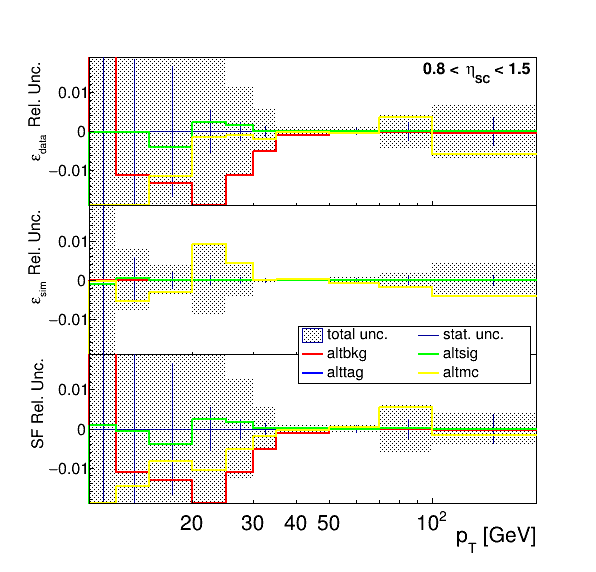 0.8 < η_SC < 1.5
ε_data Rel. Unc.
0.01
0
−0.01
ε_sim Rel. Unc.
0.01
0
−0.01
total unc. stat. unc.
altbkg altsig
alttag altmc
SF Rel. Unc.
0.01
0
−0.01
20 30 40 50 10^2
p_T [GeV]